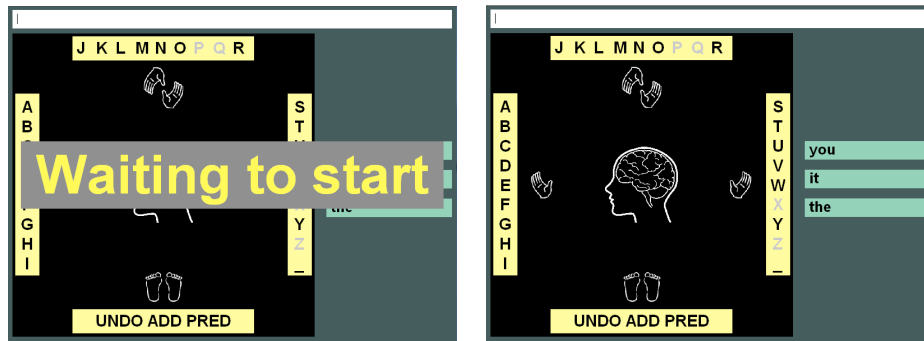 J K L M N O P Q R
A
B
S
T
Waiting to start
the
G
H
I
Y
Z
_
UNDO ADD PRED
J K L M N O P Q R
A
B
C
D
E
F
G
H
I
S
T
U
V
W
X
Y
Z
_
you
it
the
UNDO ADD PRED